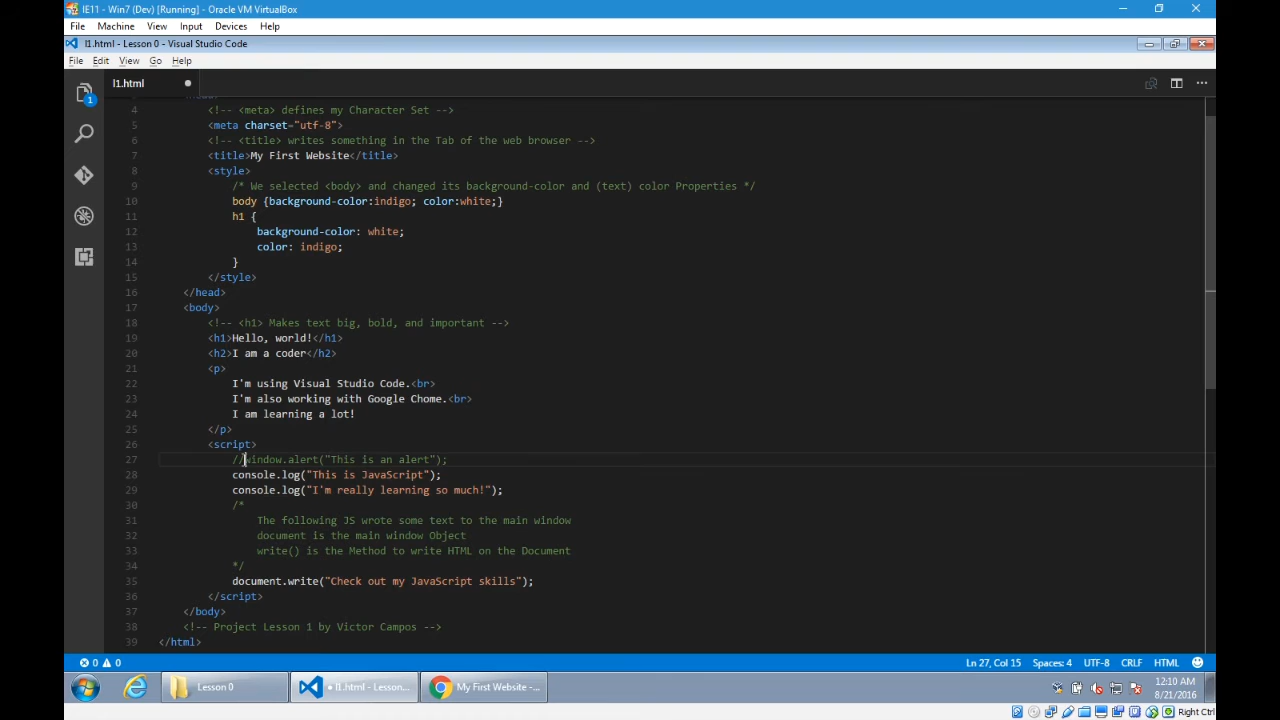 IE11 - Win7 (Dev) [Running] - Oracle VM VirtualBox
File Machine View Input Devices Help
l1.html - Lesson 0 - Visual Studio Code
File Edit View Go Help
l1.html
4 <!-- <meta> defines my Character Set -->
5 <meta charset="utf-8">
6 <!-- <title> writes something in the Tab of the web browser -->
7 <title>My First Website</title>
8 <style>
9 /* We selected <body> and changed its background-color and (text) color Properties */
10 body {background-color:indigo; color:white;}
11 h1 {
12 background-color: white;
13 color: indigo;
14 }
15 </style>
16 </head>
17 <body>
18 <!-- <h1> Makes text big, bold, and important -->
19 <h1>Hello, world!</h1>
20 <h2>I am a coder</h2>
21 <p>
22 I'm using Visual Studio Code.<br>
23 I'm also working with Google Chome.<br>
24 I am learning a lot!
25 </p>
26 <script>
27 //window.alert("This is an alert");
28 console.log("This is JavaScript");
29 console.log("I'm really learning so much!");
30 /*
31 The following JS wrote some text to the main window
32 document is the main window Object
33 write() is the Method to write HTML on the Document
34 */
35 document.write("Check out my JavaScript skills");
36 </script>
37 </body>
38 <!-- Project Lesson 1 by Victor Campos -->
39 </html>
1
0 0 Ln 27, Col 15 Spaces: 4 UTF-8 CRLF HTML
Lesson 0 • l1.html - Lesson... My First Website -... 12:10 AM
8/21/2016
Right Ctrl